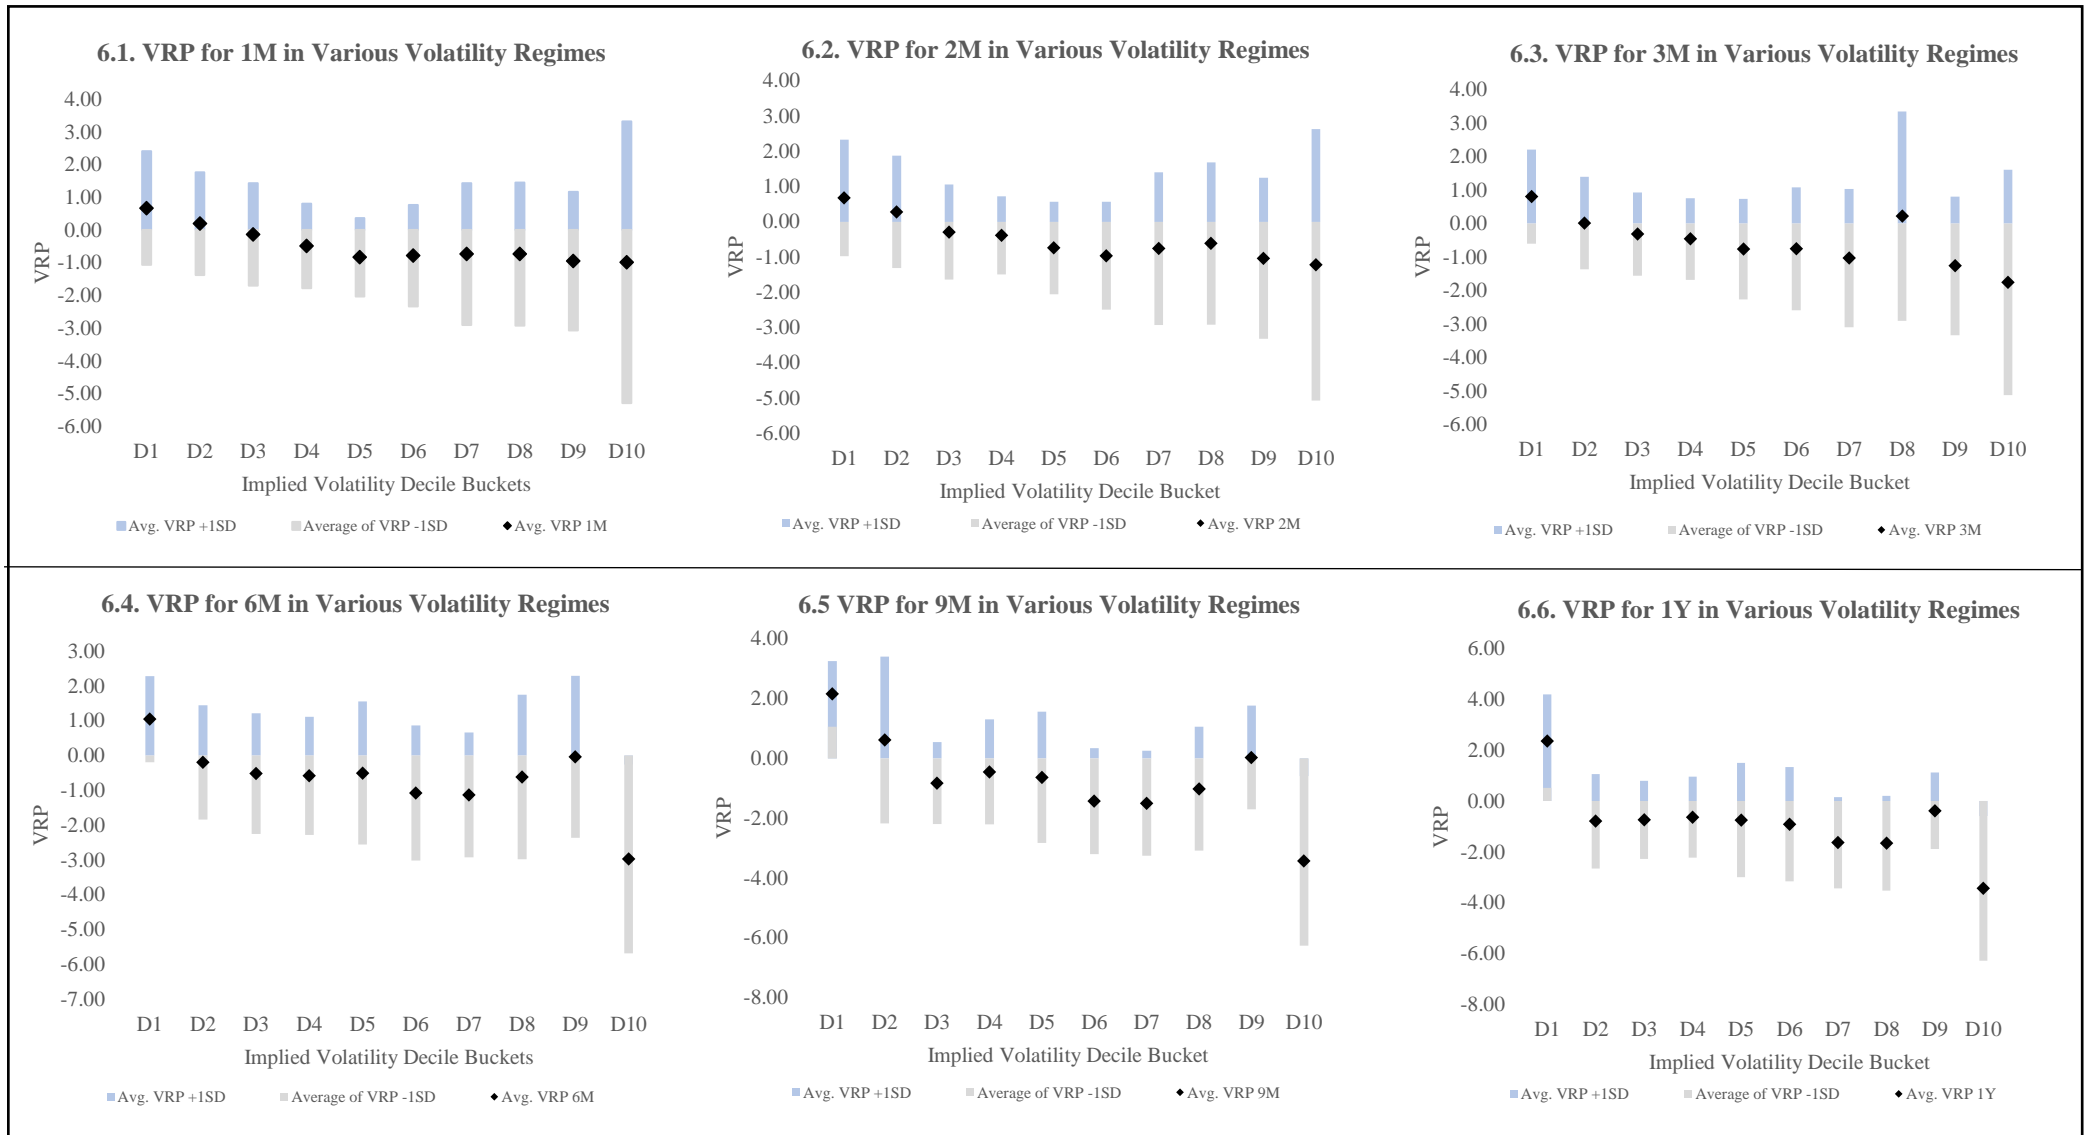 6.1. VRP for 1M in Various Volatility Regimes
4.00
3.00
2.00
1.00
0.00
-1.00
-2.00
-3.00
-4.00
-5.00
-6.00
VRP
D1 D2 D3 D4 D5 D6 D7 D8 D9 D10
Implied Volatility Decile Buckets
Avg. VRP +1SD Average of VRP -1SD Avg. VRP 1M
6.2. VRP for 2M in Various Volatility Regimes
4.00
3.00
2.00
1.00
0.00
-1.00
-2.00
-3.00
-4.00
-5.00
-6.00
VRP
D1 D2 D3 D4 D5 D6 D7 D8 D9 D10
Implied Volatility Decile Bucket
Avg. VRP +1SD Average of VRP -1SD Avg. VRP 2M
6.3. VRP for 3M in Various Volatility Regimes
4.00
3.00
2.00
1.00
0.00
-1.00
-2.00
-3.00
-4.00
-5.00
-6.00
VRP
D1 D2 D3 D4 D5 D6 D7 D8 D9 D10
Implied Volatility Decile Bucket
Avg. VRP +1SD Average of VRP -1SD Avg. VRP 3M
6.4. VRP for 6M in Various Volatility Regimes
3.00
2.00
1.00
0.00
-1.00
-2.00
-3.00
-4.00
-5.00
-6.00
-7.00
VRP
D1 D2 D3 D4 D5 D6 D7 D8 D9 D10
Implied Volatility Decile Buckets
Avg. VRP +1SD Average of VRP -1SD Avg. VRP 6M
6.5 VRP for 9M in Various Volatility Regimes
4.00
2.00
0.00
-2.00
-4.00
-6.00
-8.00
VRP
D1 D2 D3 D4 D5 D6 D7 D8 D9 D10
Implied Volatility Decile Bucket
Avg. VRP +1SD Average of VRP -1SD Avg. VRP 9M
6.6. VRP for 1Y in Various Volatility Regimes
6.00
4.00
2.00
0.00
-2.00
-4.00
-6.00
-8.00
VRP
D1 D2 D3 D4 D5 D6 D7 D8 D9 D10
Implied Volatility Decile Bucket
Avg. VRP +1SD Average of VRP -1SD Avg. VRP 1Y